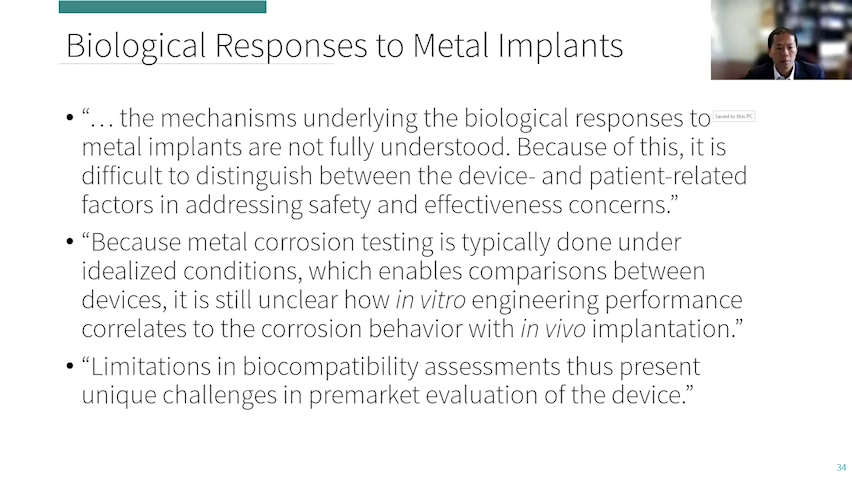 Biological Responses to Metal Implants
• “… the mechanisms underlying the biological responses to
Saved to this PC
metal implants are not fully understood. Because of this, it is
difficult to distinguish between the device- and patient-related
factors in addressing safety and effectiveness concerns.”
• “Because metal corrosion testing is typically done under
idealized conditions, which enables comparisons between
devices, it is still unclear how in vitro engineering performance
correlates to the corrosion behavior with in vivo implantation.”
• “Limitations in biocompatibility assessments thus present
unique challenges in premarket evaluation of the device.”
34